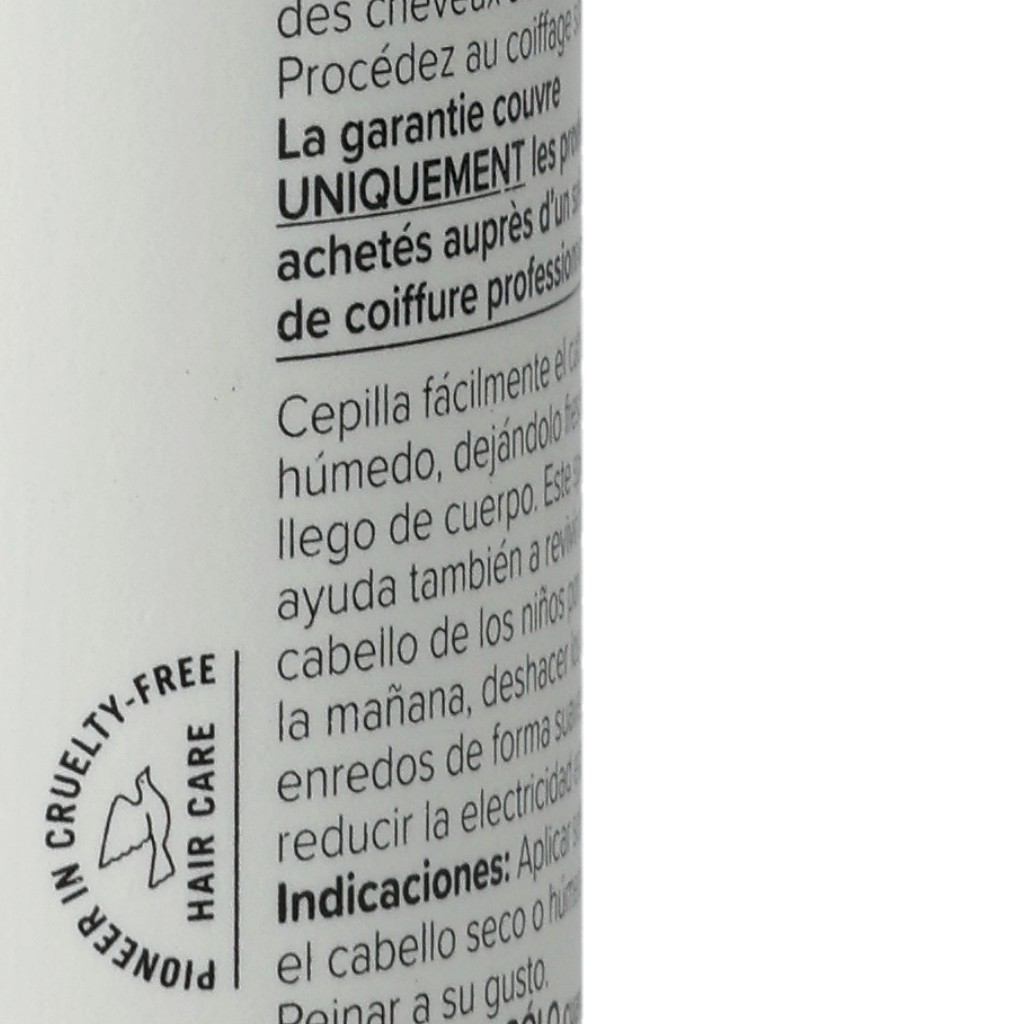 des cheveux
Procédez au coiffage
La garantie couvre
UNIQUEMENT les
achetés auprès d'un
de coiffure
Cepilla fácilmente el
húmedo, dejándolo
llego de cuerpo. Este
ayuda también a
cabello de los niños
la mañana, deshacer
enredos de forma
reducir la electricidad
Indicaciones: Aplicar
el cabello seco o
Peinar a su gusto.
PIONEER IN CRUELTY-FREE
HAIR CARE